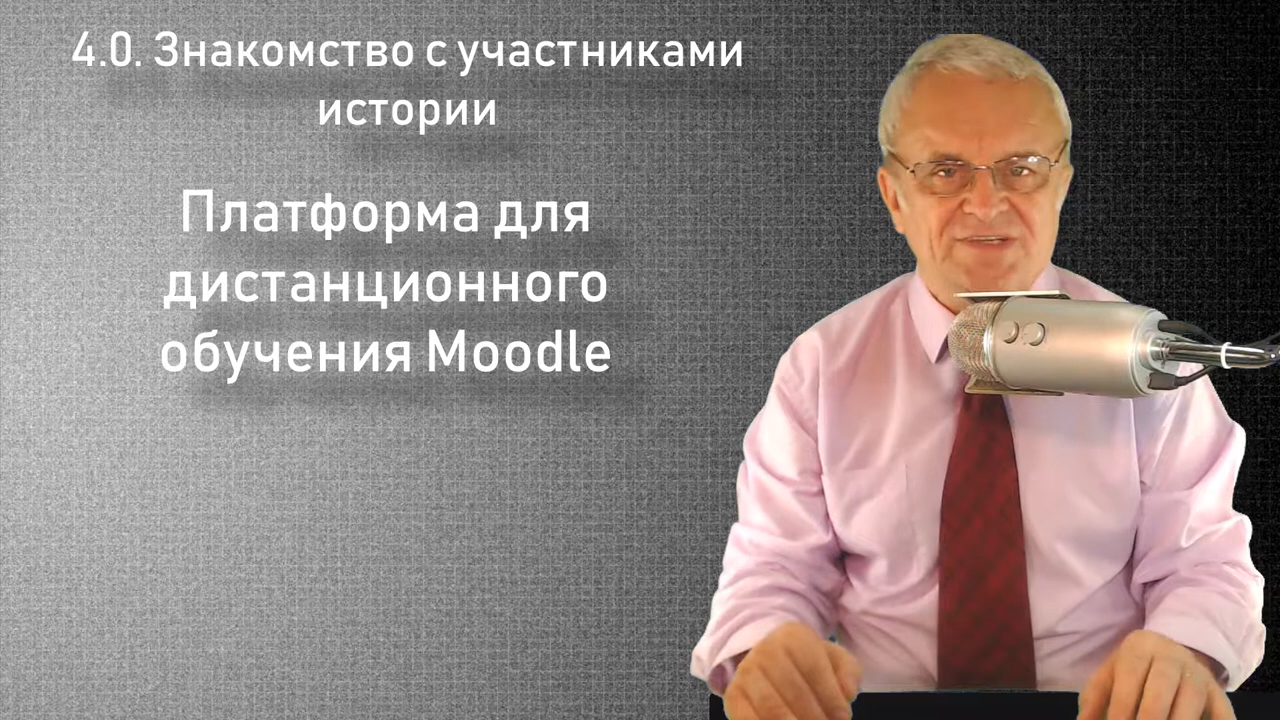 4.0. Знакомство с участниками
истории
Платформа для
дистанционного
обучения Moodle